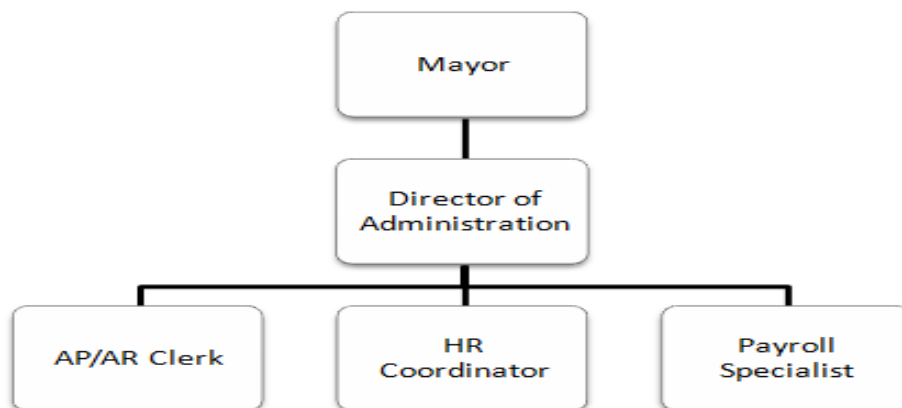 Mayor
Director of
Administration
AP/AR Clerk
HR
Coordinator
Payroll
Specialist